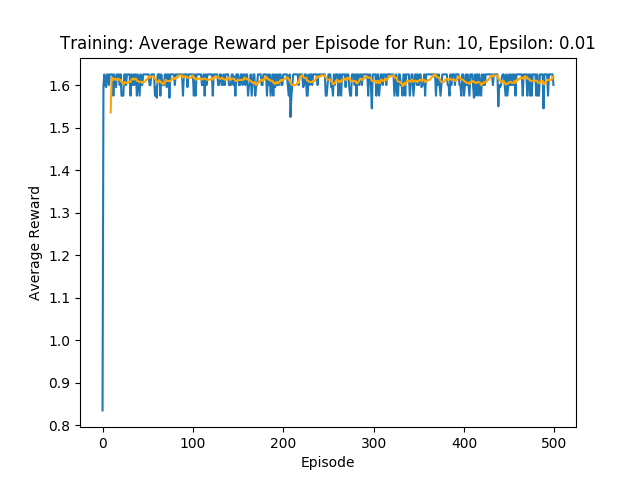 Training: Average Reward per Episode for Run: 10, Epsilon: 0.01
1.6
1.5
1.4
1.3
1.2
1.1
1.0
0.9
0.8
Average Reward
0 100 200 300 400 500
Episode